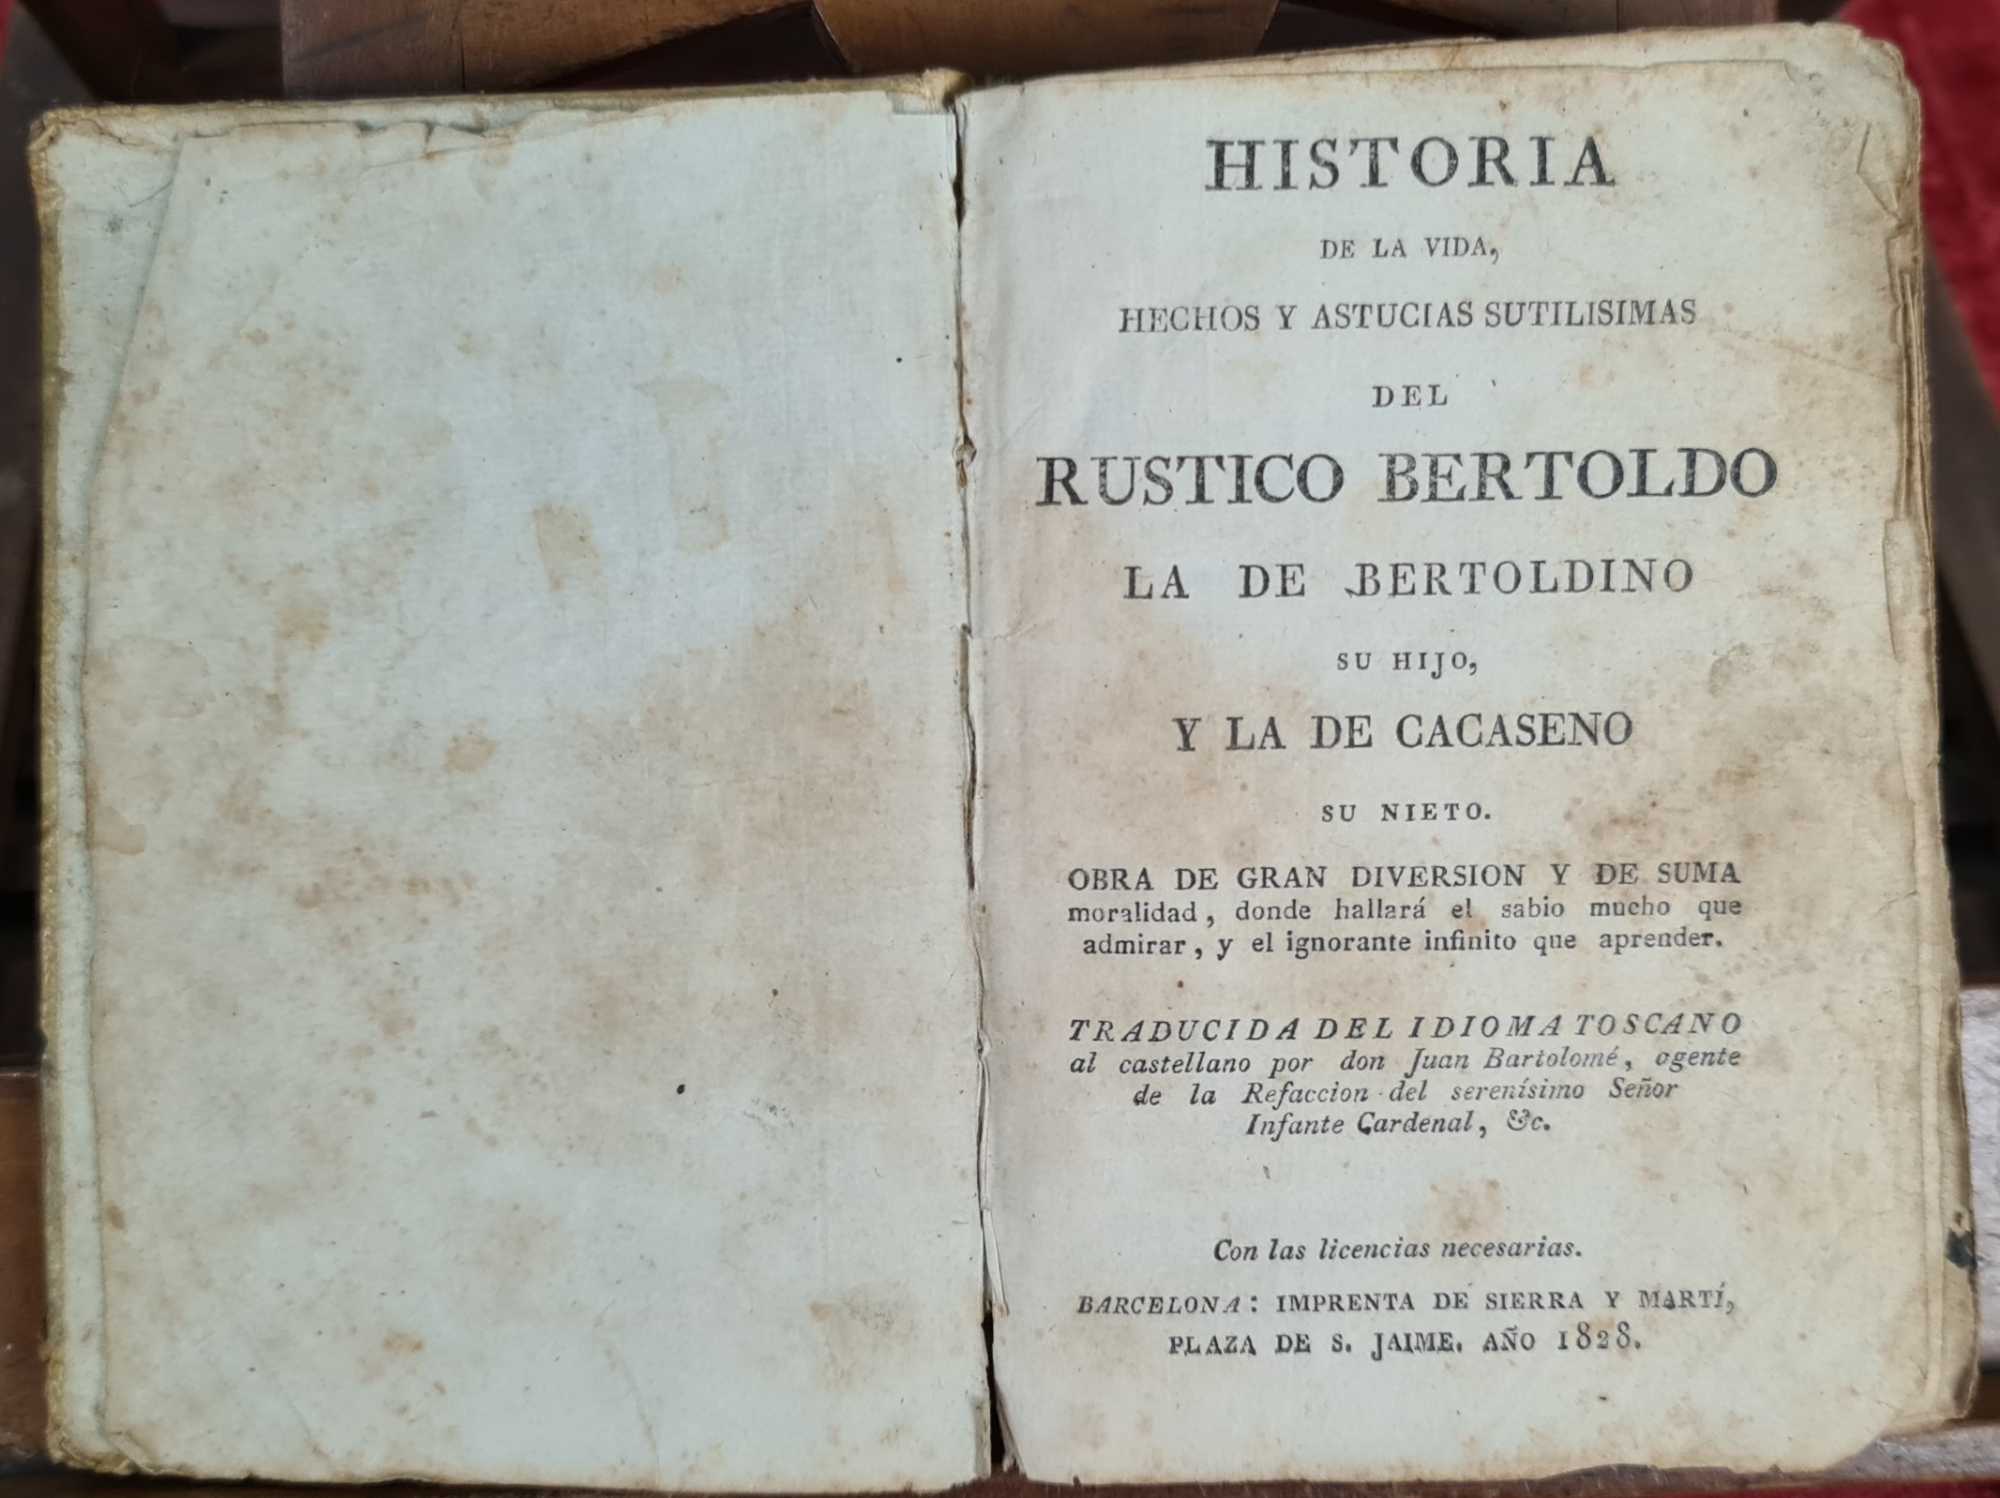 HISTORIA
DE LA VIDA,
HECHOS Y ASTUCIAS SUTILISIMAS
DEL
RUSTICO BERTOLDO
LA DE BERTOLDINO
SU HIJO,
Y LA DE CACASENO
SU NIETO.
OBRA DE GRAN DIVERSION Y DE SUMA
moralidad, donde hallará el sabio mucho que
admirar, y el ignorante infinito que aprender.
TRADUCIDA DEL IDIOMA TOSCANO
al castellano por don Juan Bartolomé, agente
de la Refaccion del serenísimo Señor
Infante Cardenal, &c.
Con las licencias necesarias.
BARCELONA: IMPRENTA DE SIERRA Y MARTÍ,
PLAZA DE S. JAIME. AÑO 1828.